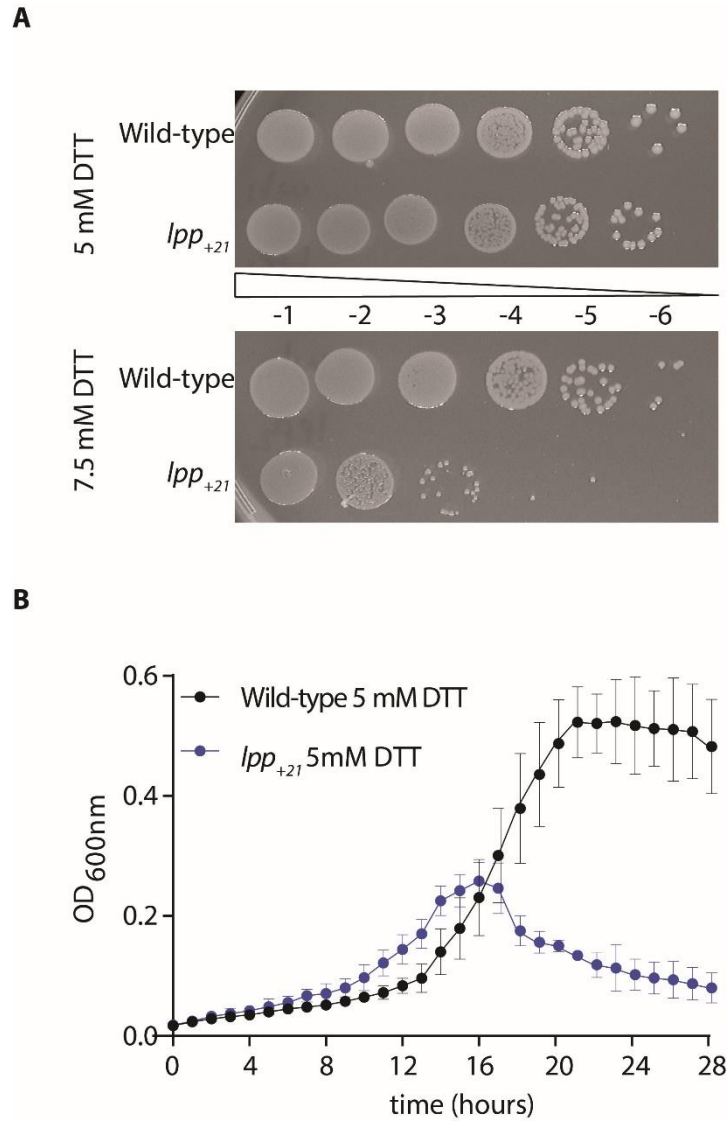 A
5 mM DTT
Wild-type
lpp+21
-1 -2 -3 -4 -5 -6
7.5 mM DTT
Wild-type
lpp+21
B
Wild-type 5 mM DTT
lpp+21 5mM DTT
OD600nm
0.6
0.4
0.2
0.0
0 4 8 12 16 20 24 28
time (hours)